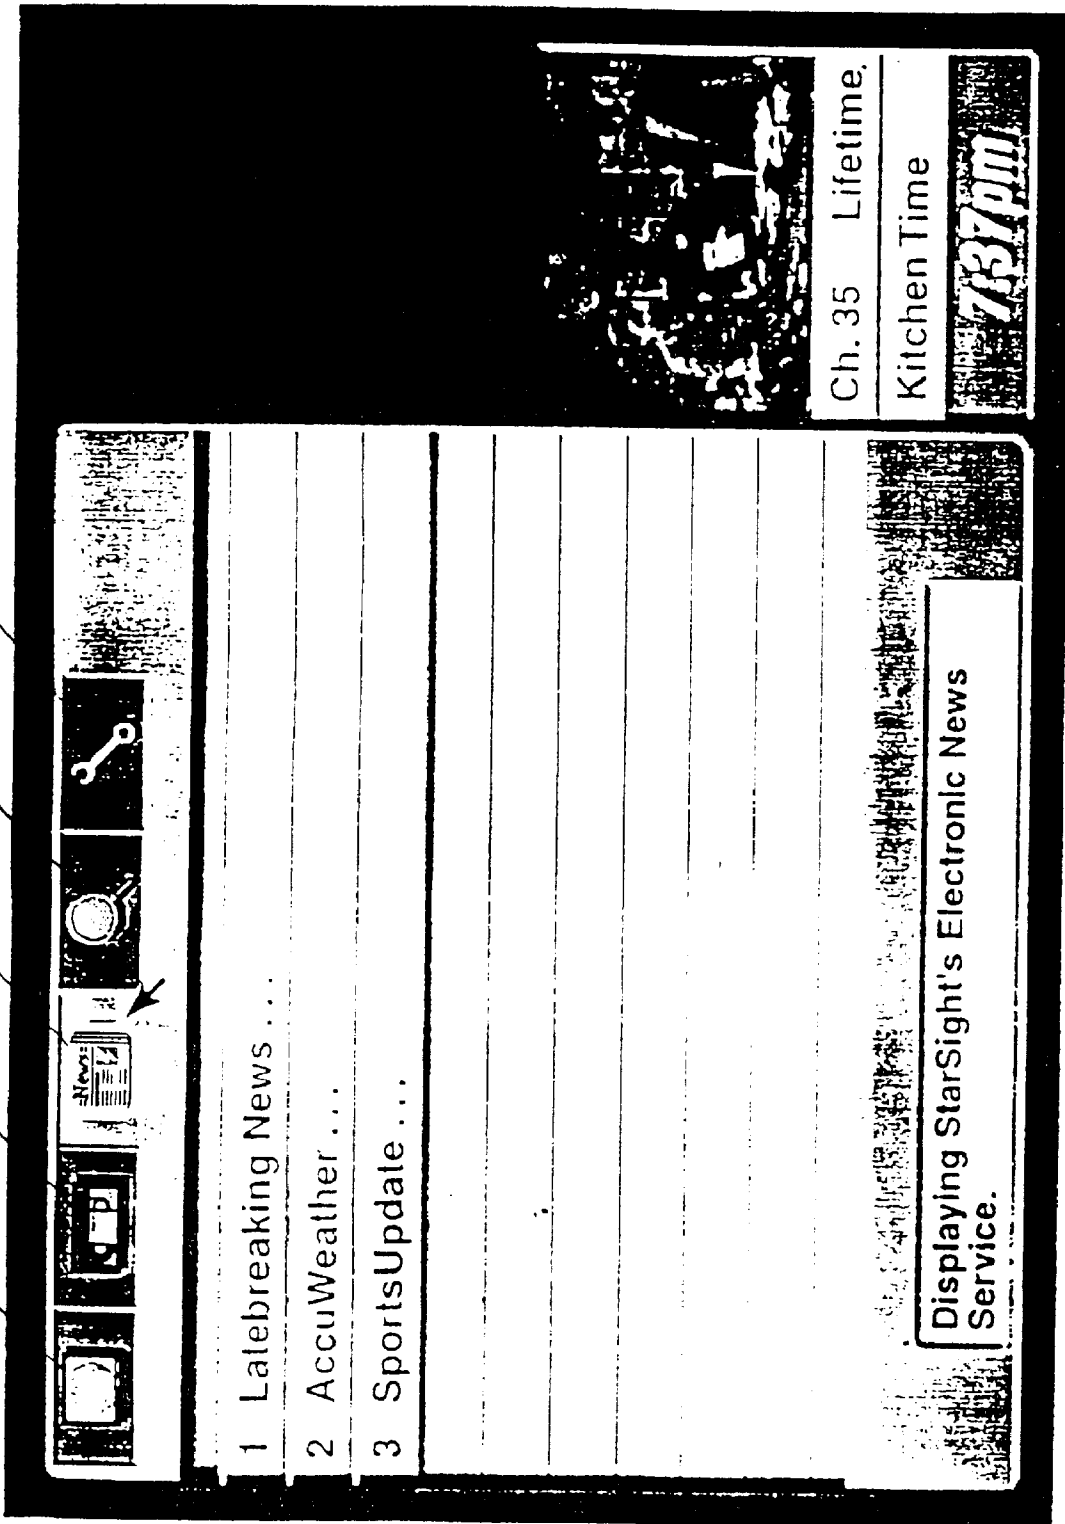 News
1 Latebreaking News...
2 AccuWeather...
3 SportsUpdate....
Displaying StarSight's Electronic News
Service.
Ch. 35 Lifetime.
Kitchen Time
7:37pm